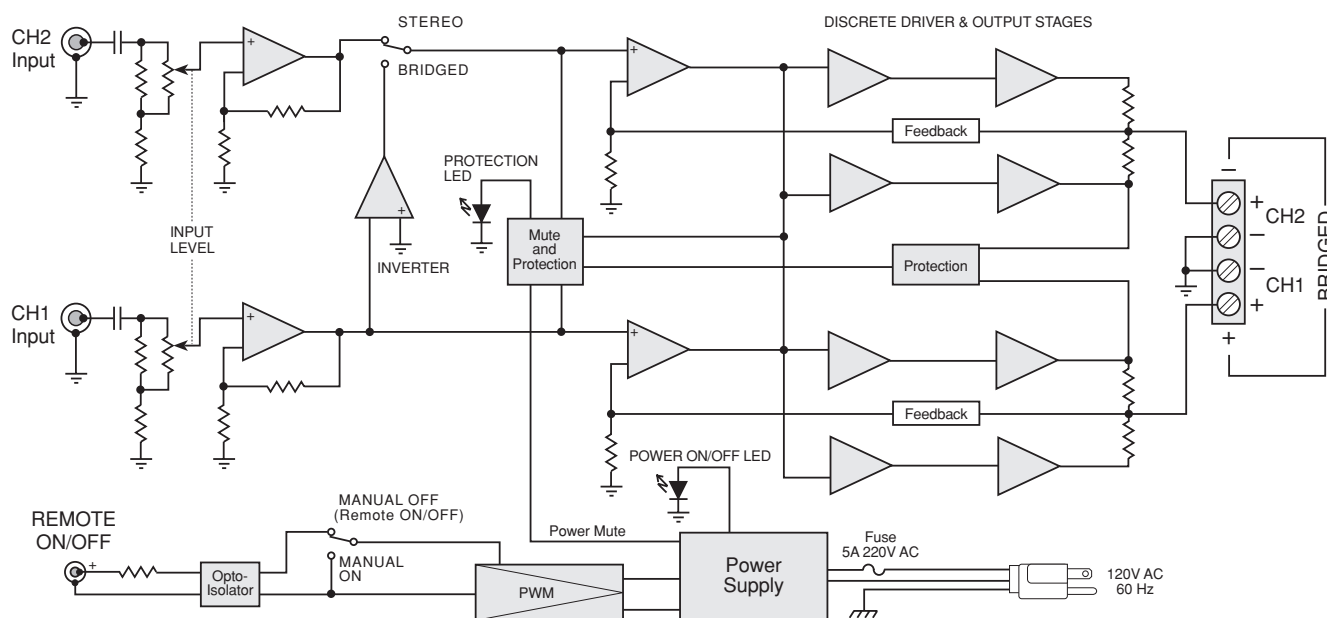 STEREO
DISCRETE DRIVER & OUTPUT STAGES
CH2
Input
+
BRIDGED
+
Feedback
PROTECTION
LED
INPUT
LEVEL
+
INVERTER
Mute
and
Protection
Protection
−
+
CH2
−
−
CH1
+
+
BRIDGED
CH1
Input
+
+
Feedback
POWER ON/OFF LED
MANUAL OFF
(Remote ON/OFF)
REMOTE
ON/OFF
+
Opto-
Isolator
MANUAL
ON
PWM
Power Mute
Power
Supply
Fuse
5A 220V AC
120V AC
60 Hz